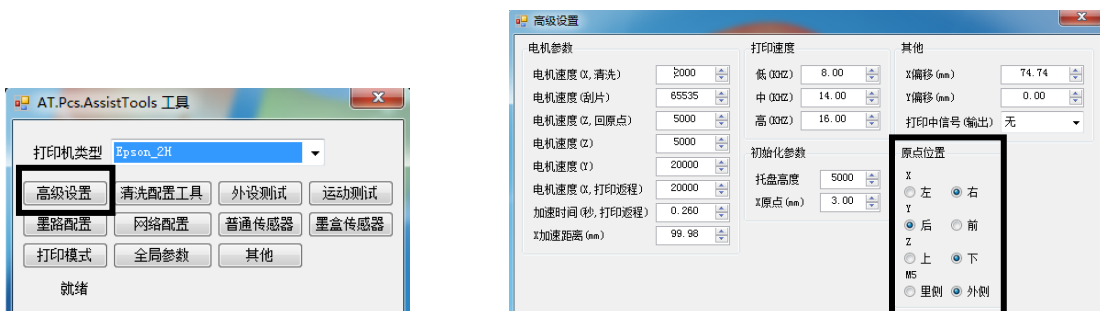 AT.Pcs.AssistTools 工具
打印机类型 Epson_2H
高级设置 清洗配置工具 外设测试 运动测试
墨路配置 网络配置 普通传感器 墨盒传感器
打印模式 全局参数 其他
就绪
高级设置
电机参数
电机速度(X,清洗) 2000
电机速度(刮片) 65535
电机速度(Z,回原点) 5000
电机速度(Z) 5000
电机速度(Y) 20000
电机速度(X,打印返程) 20000
加速时间(秒,打印返程) 0.260
X加速距离(mm) 99.98
打印速度
低(KHZ) 8.00
中(KHZ) 14.00
高(KHZ) 16.00
初始化参数
托盘高度 5000
X原点(mm) 3.00
其他
X偏移(mm) 74.74
Y偏移(mm) 0.00
打印中信号(输出) 无
原点位置
X
左 右
Y
后 前
Z
上 下
M5
里侧 外侧